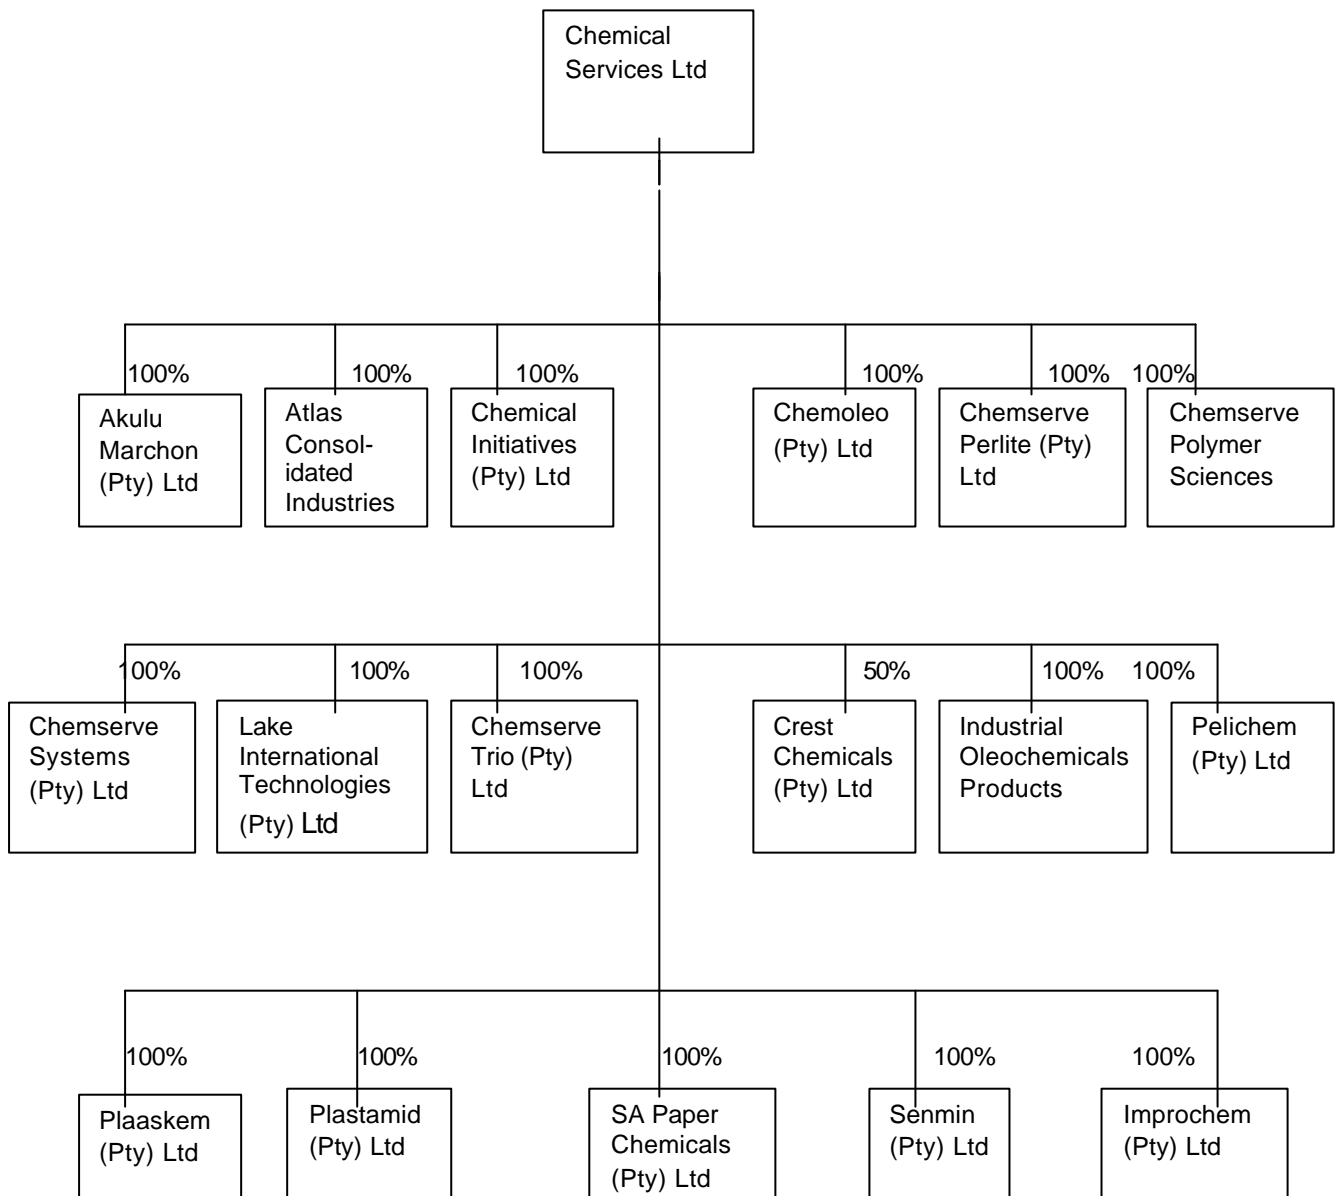 Chemical
Services Ltd
100%
100%
100%
100%
100%
100%
Akulu
Marchon
(Pty) Ltd
Atlas
Consol-
idated
Industries
Chemical
Initiatives
(Pty) Ltd
Chemoleo
(Pty) Ltd
Chemserve
Perlite (Pty)
Ltd
Chemserve
Polymer
Sciences
100%
100%
100%
50%
100%
100%
Chemserve
Systems
(Pty) Ltd
Lake
International
Technologies
(Pty) Ltd
Chemserve
Trio (Pty)
Ltd
Crest
Chemicals
(Pty) Ltd
Industrial
Oleochemicals
Products
Pelichem
(Pty) Ltd
100%
100%
100%
100%
100%
Plaaskem
(Pty) Ltd
Plastamid
(Pty) Ltd
SA Paper
Chemicals
(Pty) Ltd
Senmin
(Pty) Ltd
Improchem
(Pty) Ltd